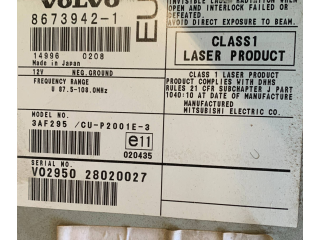 VOLVO
8673942-1
EU
14996 0208
Made in Japan
12V NEG.GROUND
FREQUENCY RANGE
U 87.5-108.0MHz
MODEL NO.
3AF295 /CU-P2001E-3
e11
020435
SERIAL NO.
VO2950 28020027
INVISIBLE LASER RADIATION WHEN
OPEN AND INTERLOCK FAILED OR
DEFEATED.
AVOID DIRECT EXPOSURE TO BEAM.
CLASS1
LASER PRODUCT
CLASS 1 LASER PRODUCT
PRODUCT COMPLIES WITH DHHS
RULES 21 CFR SUBCHAPTER J PART
1040:10 AT DATE OF MANUFACTURE
MANUFACTURED
MITSUBISHI ELECTRIC CO.